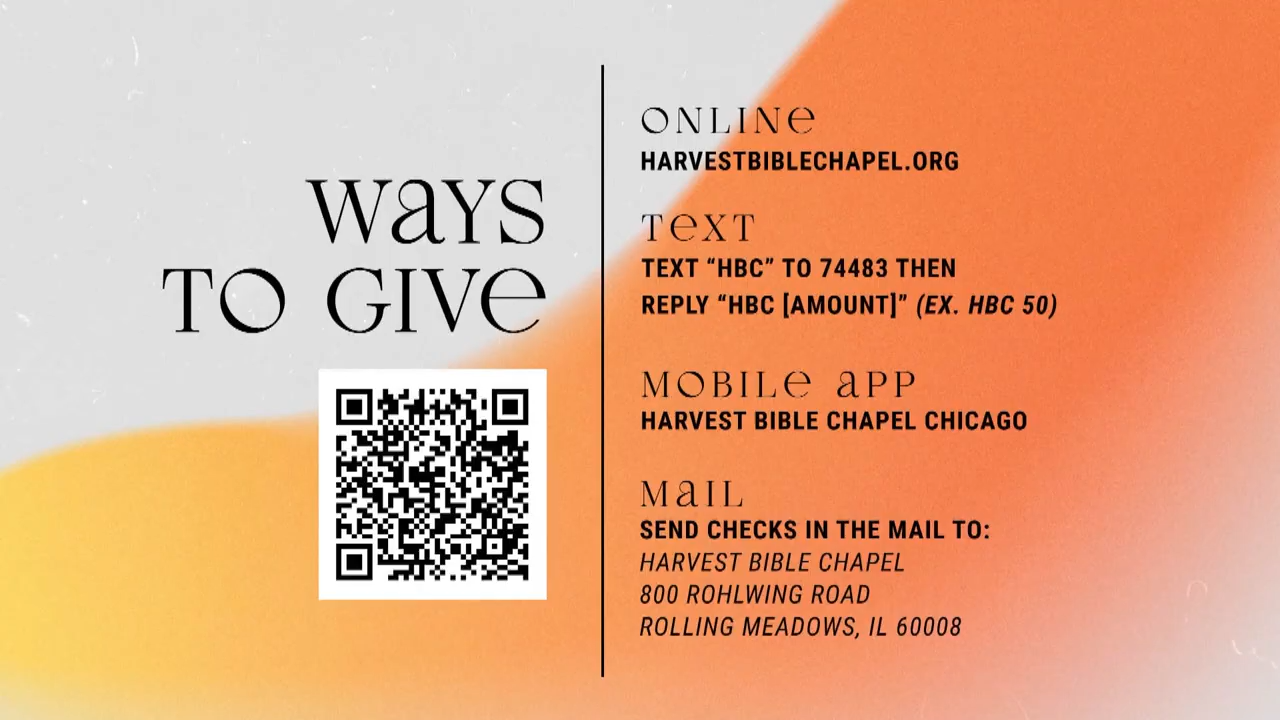 WaYS
TO GIVe
ONLINe
HARVESTBIBLECHAPEL.ORG
TeXT
TEXT “HBC” TO 74483 THEN
REPLY “HBC [AMOUNT]” (EX. HBC 50)
MOBILe aPP
HARVEST BIBLE CHAPEL CHICAGO
MaIL
SEND CHECKS IN THE MAIL TO:
HARVEST BIBLE CHAPEL
800 ROHLWING ROAD
ROLLING MEADOWS, IL 60008